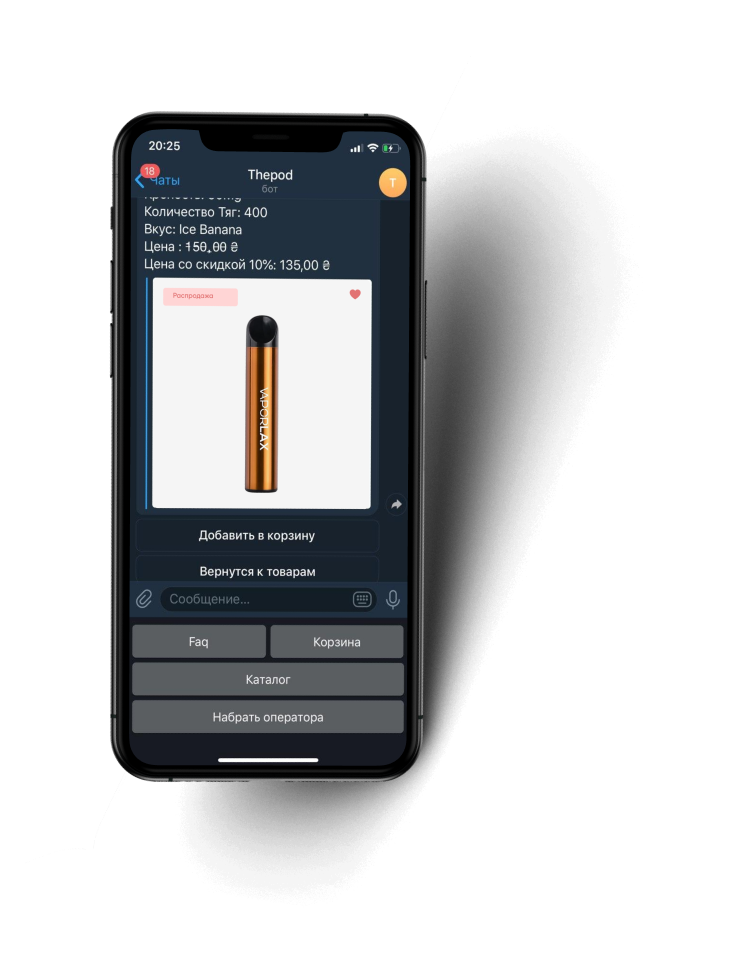 20:25
18
Чаты
Thepod
бот
T
Количество Тяг: 400
Вкус: Ice Banana
Цена : 150,00 ₴
Цена со скидкой 10%: 135,00 ₴
Распродажа
VAPORLAX
Добавить в корзину
Вернутся к товарам
Сообщение...
Faq
Корзина
Каталог
Набрать оператора